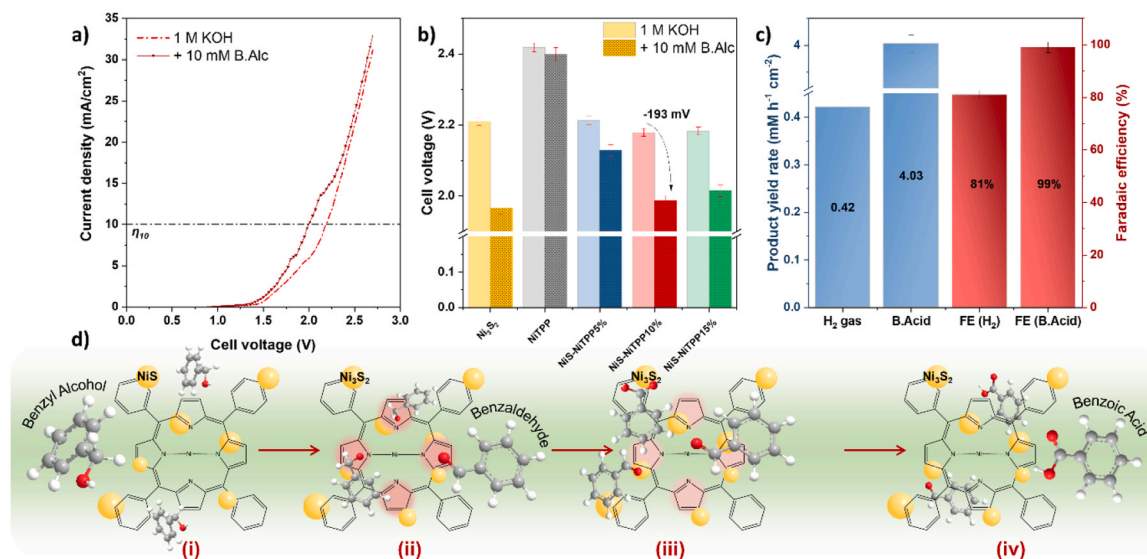 a)
Current density (mA/cm²)
35
30
25
20
15
10
5
0
1 M KOH
+ 10 mM B.Alc
η10
0.0 0.5 1.0 1.5 2.0 2.5 3.0
Cell voltage (V)
b)
Cell voltage (V)
2.4
2.2
2.0
0.1
0.0
1 M KOH
+ 10 mM B.Alc
-193 mV
Ni₃S₂
NiTPP
NiS-NiTPP5%
NiS-NiTPP10%
NiS-NiTPP15%
c)
Product yield rate (mM h⁻¹ cm⁻²)
4
0.4
0.3
0.2
0.1
0.0
0.42
4.03
81%
99%
H₂ gas
B.Acid
FE (H₂)
FE (B.Acid)
100
80
60
40
20
0
Faradaic efficiency (%)
d)
Benzyl Alcohol
NiS
N
N
Ni
N
N
(i)
Ni₃S₂
N
N
Ni
N
N
Benzaldehyde
(ii)
Ni₃S₂
N
N
Ni
N
N
(iii)
Ni₃S₂
N
N
Ni
N
N
Benzoic Acid
(iv)